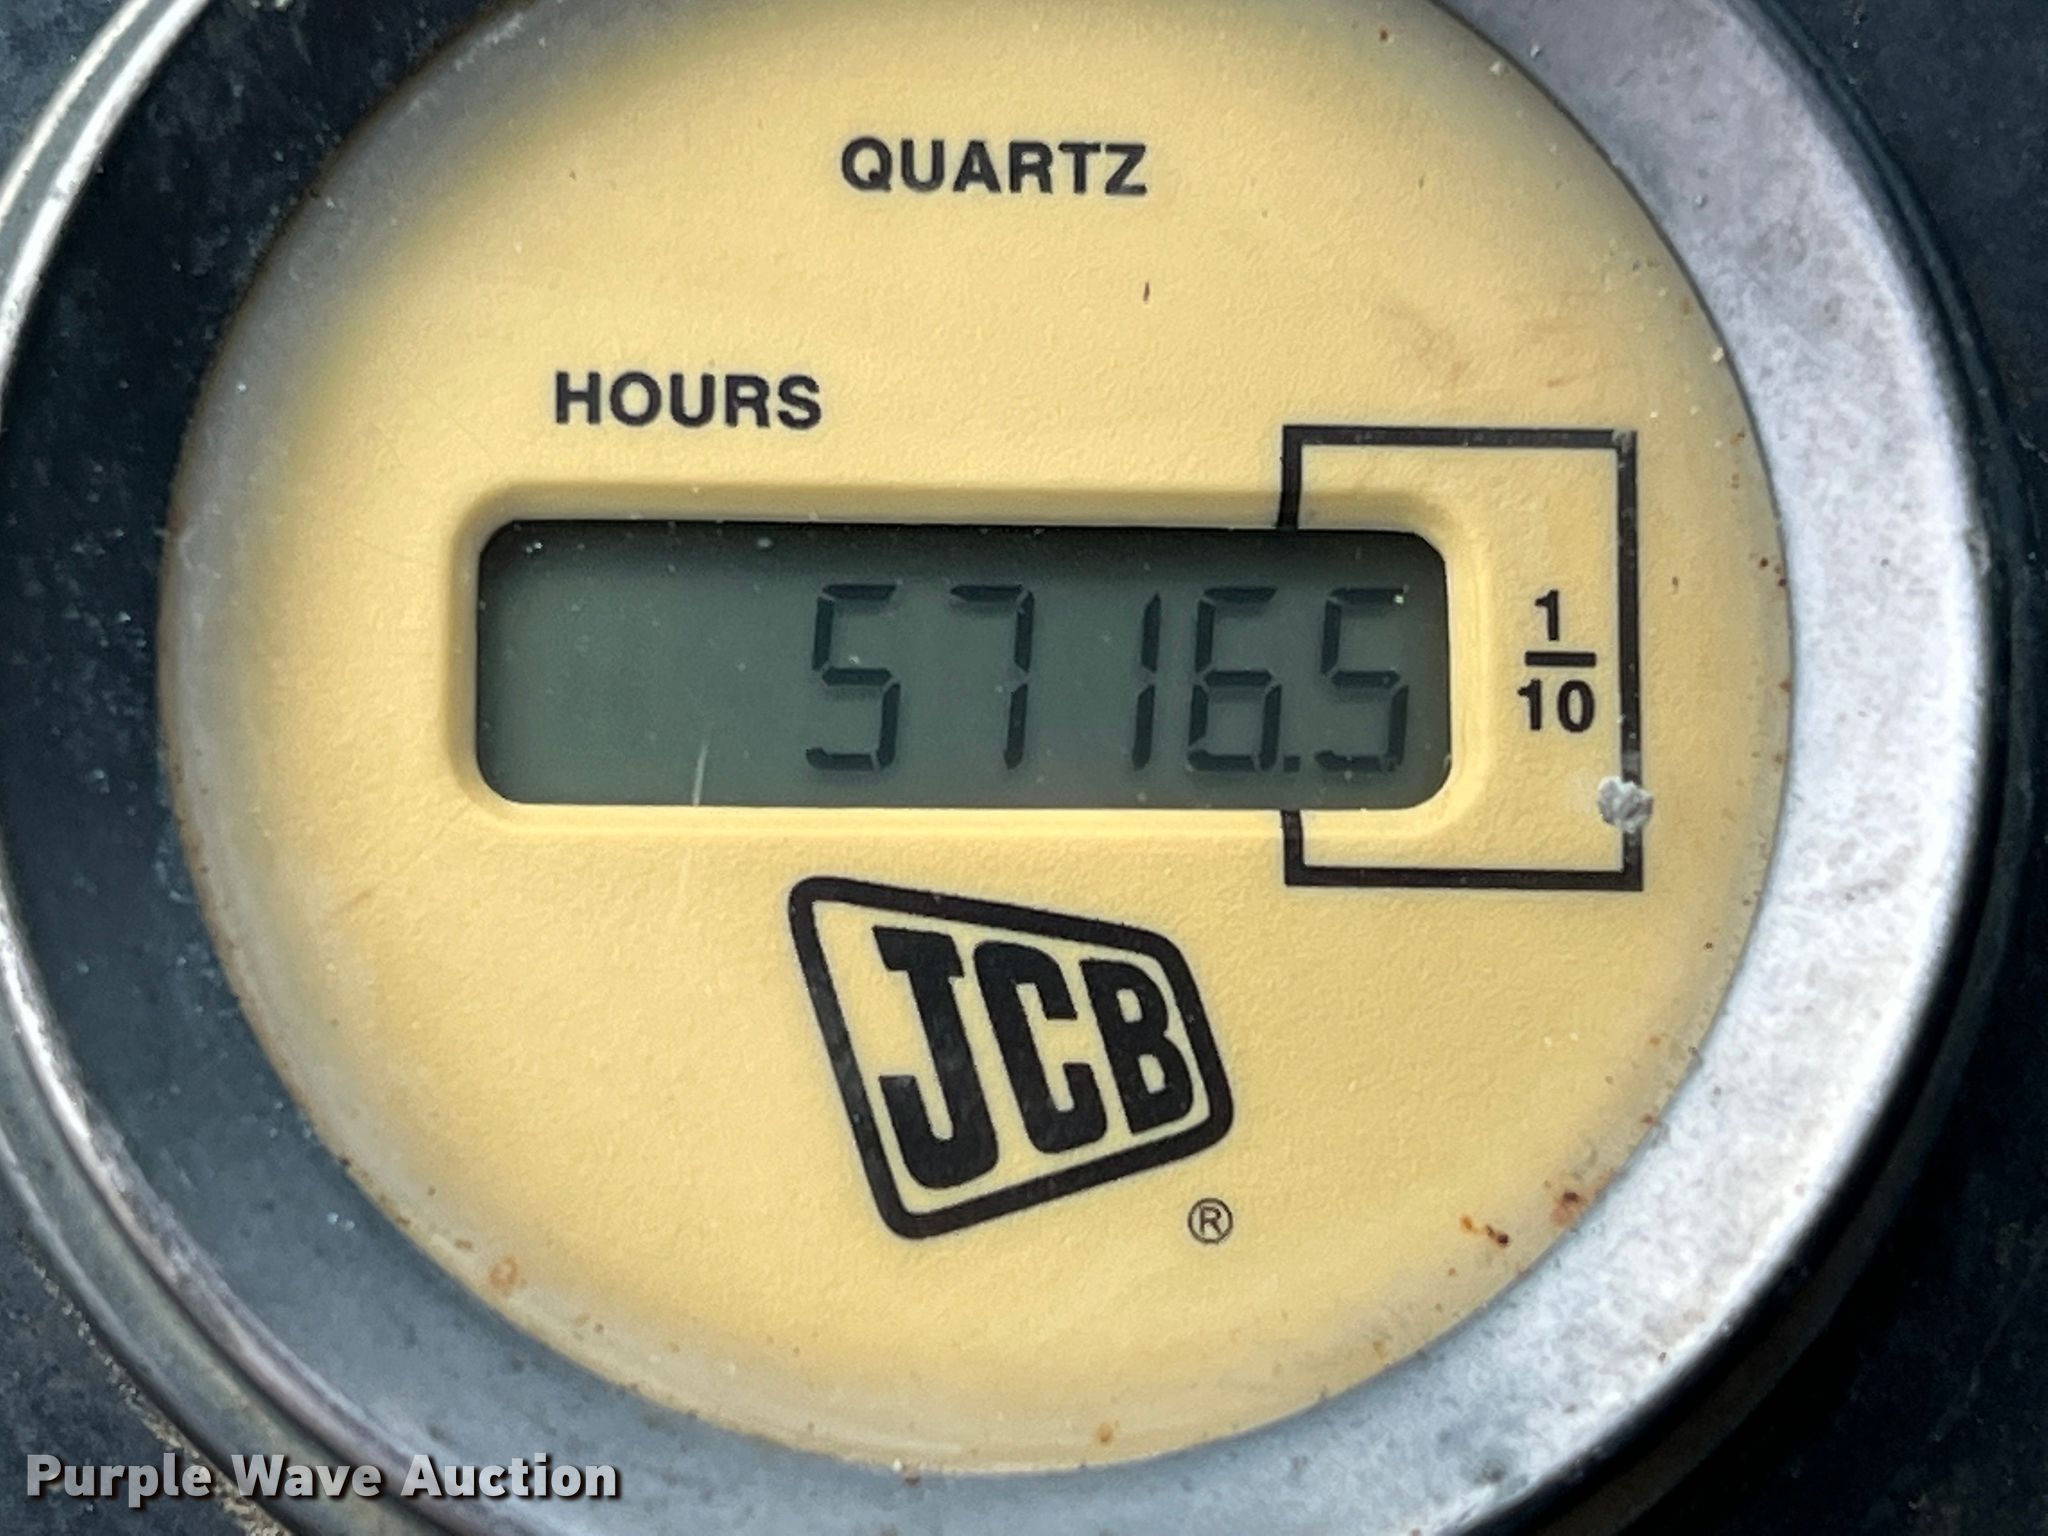 QUARTZ
HOURS
5716.5
1
10
JCB
®
Purple Wave Auction